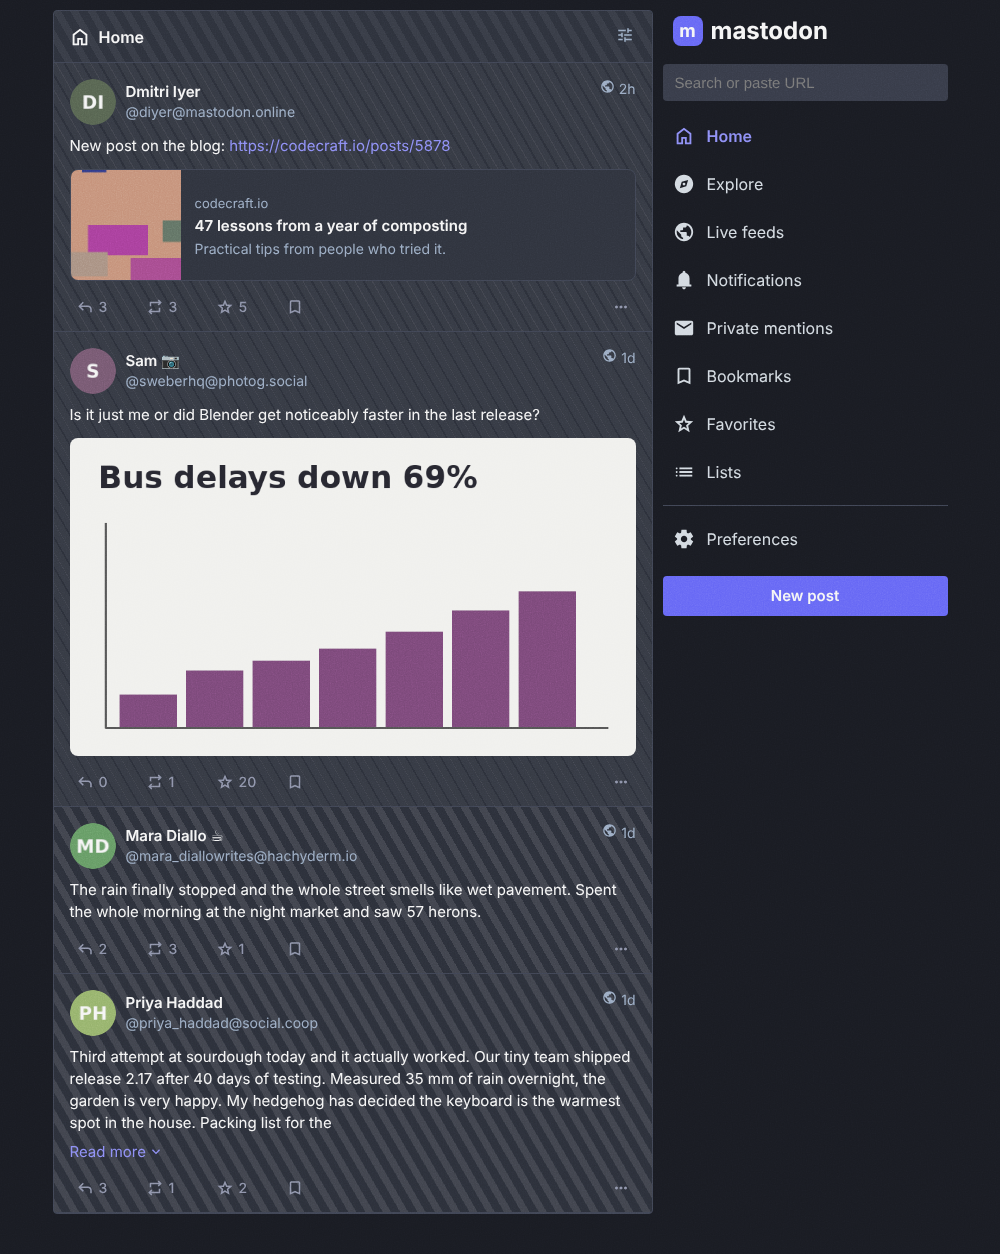 Home
DI
Dmitri Iyer
2h
@diyer@mastodon.online
New post on the blog: https://codecraft.io/posts/5878
codecraft.io
47 lessons from a year of composting
Practical tips from people who tried it.
3 3 5
S
Sam 📷
1d
@sweberhq@photog.social
Is it just me or did Blender get noticeably faster in the last release?
Bus delays down 69%
0 1 20
MD
Mara Diallo ☕
1d
@mara_diallowrites@hachyderm.io
The rain finally stopped and the whole street smells like wet pavement. Spent
the whole morning at the night market and saw 57 herons.
2 3 1
PH
Priya Haddad
1d
@priya_haddad@social.coop
Third attempt at sourdough today and it actually worked. Our tiny team shipped
release 2.17 after 40 days of testing. Measured 35 mm of rain overnight, the
garden is very happy. My hedgehog has decided the keyboard is the warmest
spot in the house. Packing list for the
Read more
3 1 2
m mastodon
Search or paste URL
Home
Explore
Live feeds
Notifications
Private mentions
Bookmarks
Favorites
Lists
Preferences
New post